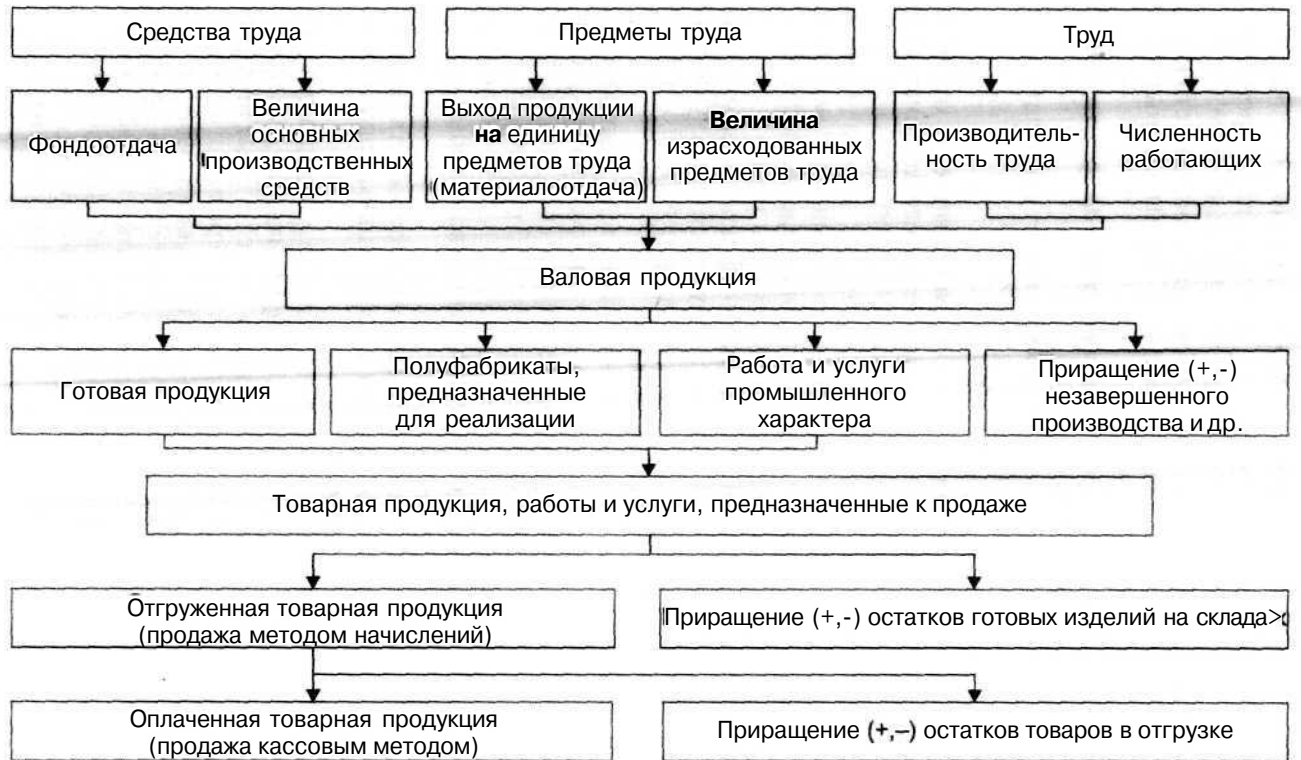 Средства труда
Предметы труда
Труд
Фондоотдача
Величина
основных
производственных
средств
Выход продукции
на единицу
предметов труда
(материалоотдача)
Величина
израсходованных
предметов труда
Производитель-
ность труда
Численность
работающих
Валовая продукция
Готовая продукция
Полуфабрикаты,
предназначенные
для реализации
Работа и услуги
промышленного
характера
Приращение (+,-)
незавершенного
производства и др.
Товарная продукция, работы и услуги, предназначенные к продаже
Отгруженная товарная продукция
(продажа методом начислений)
Приращение (+,-) остатков готовых изделий на склада>
Оплаченная товарная продукция
(продажа кассовым методом)
Приращение (+,–) остатков товаров в отгрузке